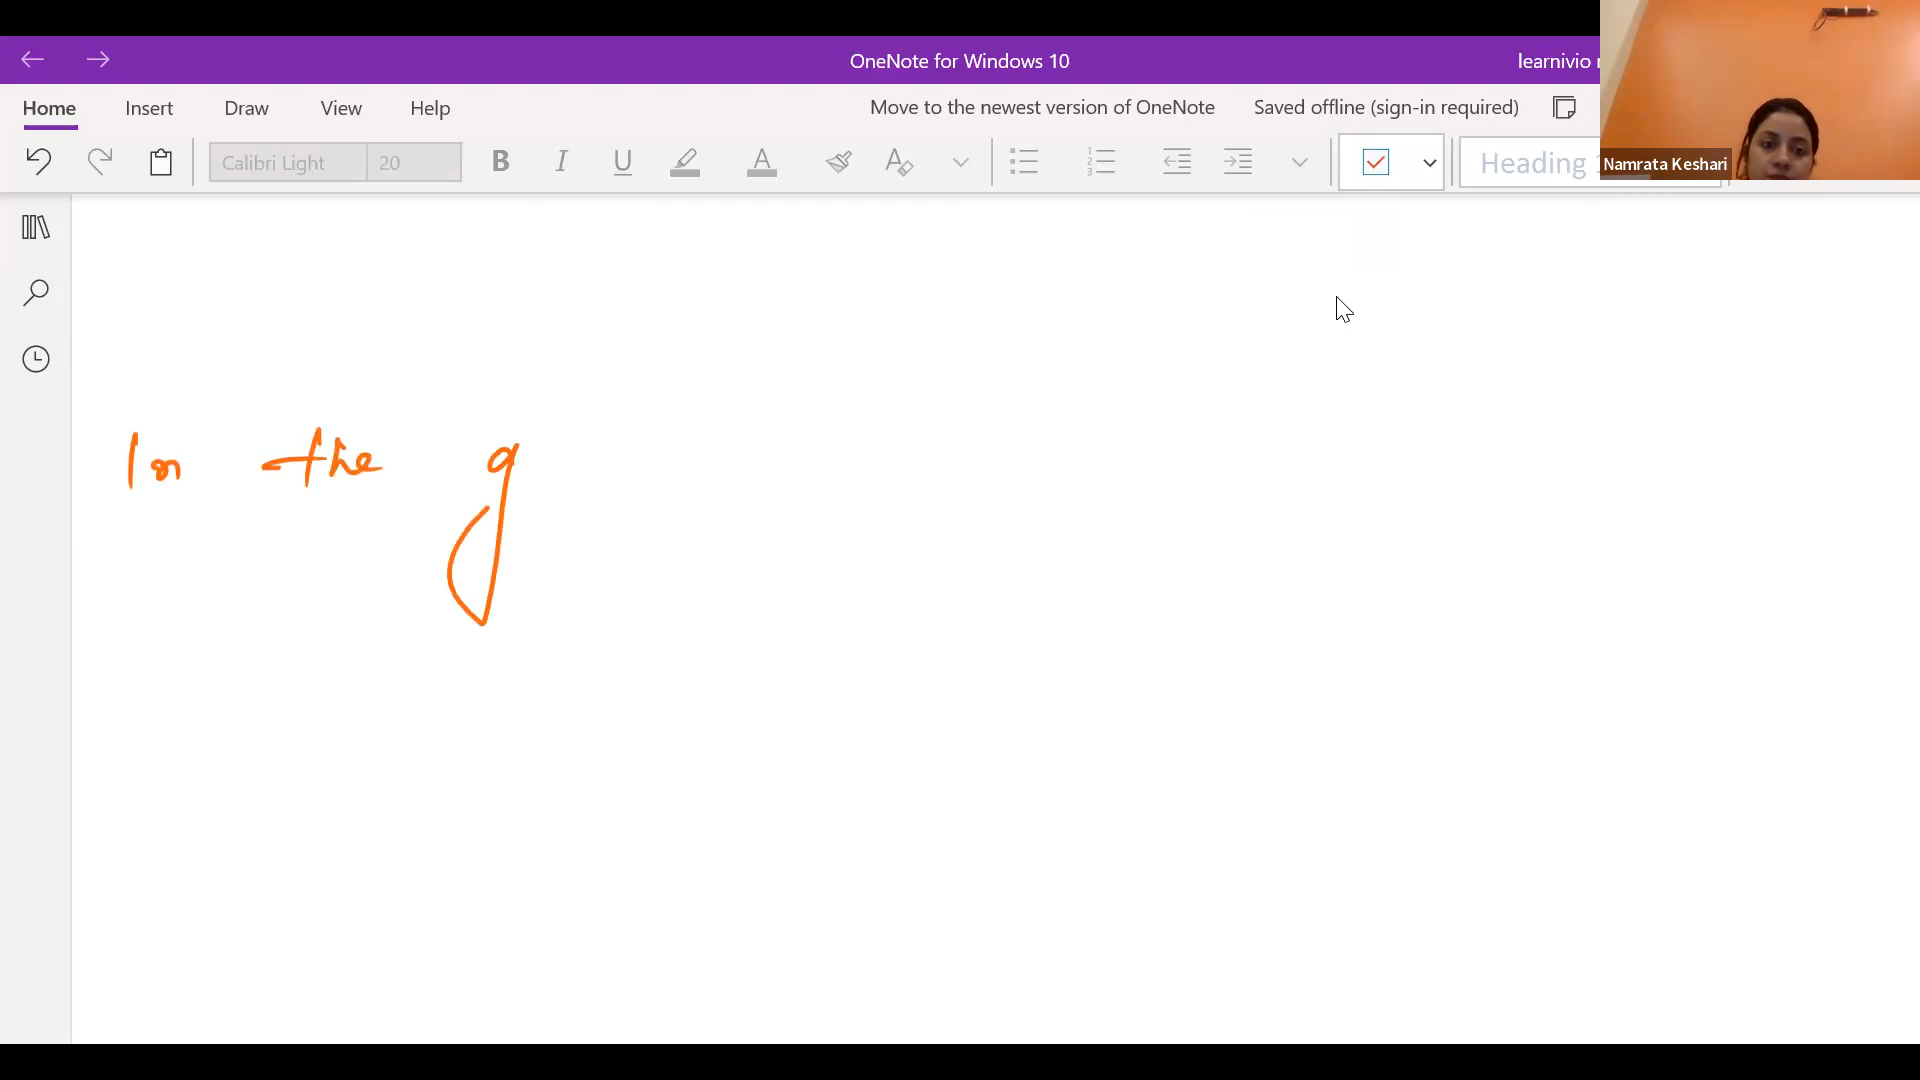 OneNote for Windows 10
learnivio
Home Insert Draw View Help
Move to the newest version of OneNote Saved offline (sign-in required)
Calibri Light 20 B I U A A Heading
Namrata Keshari
In the g